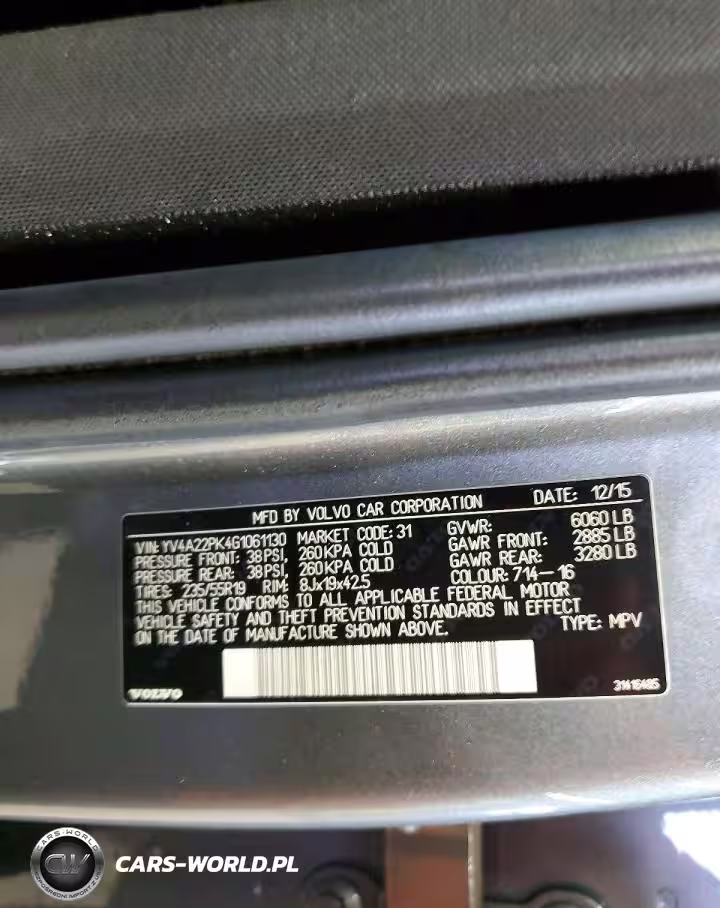 MFD BY VOLVO CAR CORPORATION DATE: 12/15
VIN: YV4A22PK4G1061130 MARKET CODE: 31 GVWR: 6060 LB
PRESSURE FRONT: 38 PSI, 260 KPA COLD GAWR FRONT: 2885 LB
PRESSURE REAR: 38 PSI, 260 KPA COLD GAWR REAR: 3280 LB
TIRES: 235/55R19 RIM: 8Jx19x42.5 COLOUR: 714-16
THIS VEHICLE CONFORMS TO ALL APPLICABLE FEDERAL MOTOR
VEHICLE SAFETY AND THEFT PREVENTION STANDARDS IN EFFECT
ON THE DATE OF MANUFACTURE SHOWN ABOVE. TYPE: MPV
VOLVO 31416485
CARS-WORLD
CW
CARS-WORLD.PL